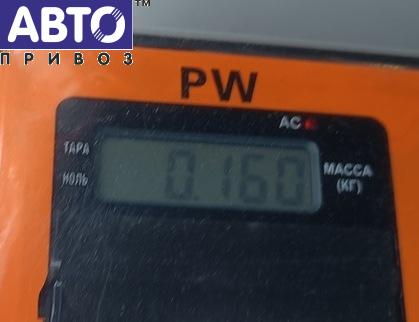 АВТО™
ПРИВОЗ
PW
AC
ТАРА
НОЛЬ
0.160
МАССА
(КГ)